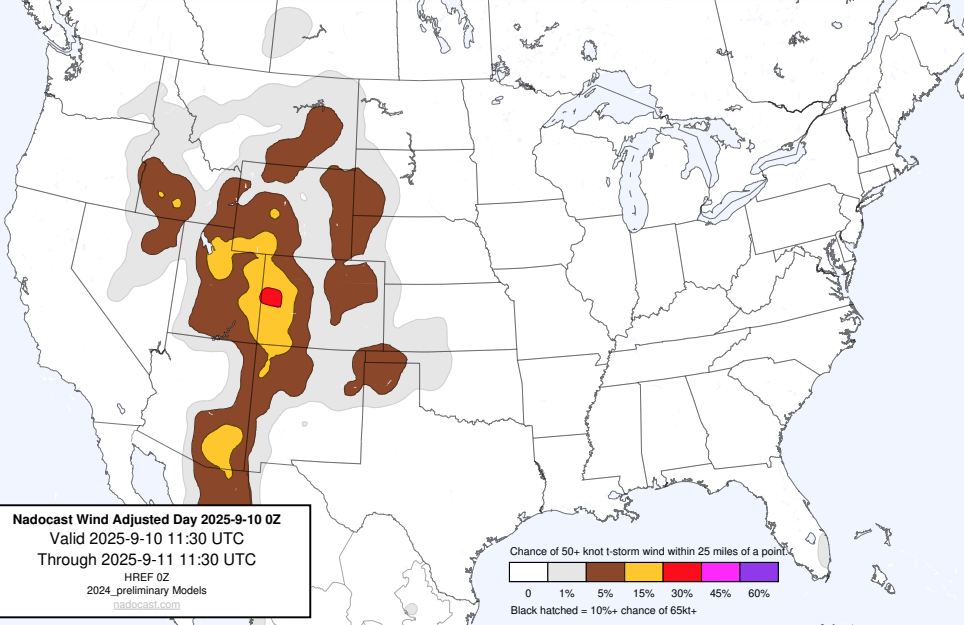 Nadocast Wind Adjusted Day 2025-9-10 0Z
Valid 2025-9-10 11:30 UTC
Through 2025-9-11 11:30 UTC
HREF 0Z
2024_preliminary Models
nadocast.com
Chance of 50+ knot t-storm wind within 25 miles of a point.
0 1% 5% 15% 30% 45% 60%
Black hatched = 10%+ chance of 65kt+